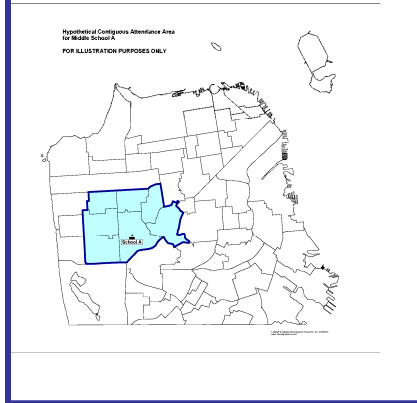 Hypothetical Contiguous Attendance Area
for Middle School A
FOR ILLUSTRATION PURPOSES ONLY
School A